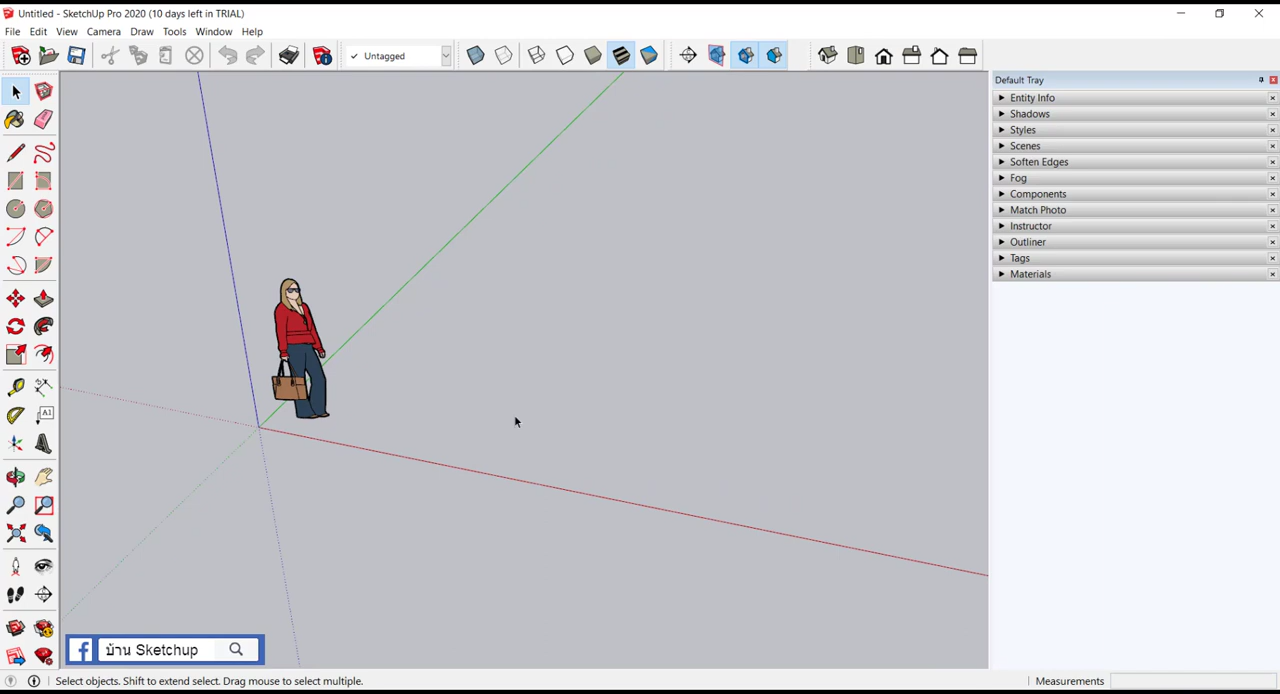 Untitled - SketchUp Pro 2020 (10 days left in TRIAL)
File Edit View Camera Draw Tools Window Help
✓ Untagged
Default Tray
Entity Info
Shadows
Styles
Scenes
Soften Edges
Fog
Components
Match Photo
Instructor
Outliner
Tags
Materials
A1
f บ้าน Sketchup
Select objects. Shift to extend select. Drag mouse to select multiple.
Measurements